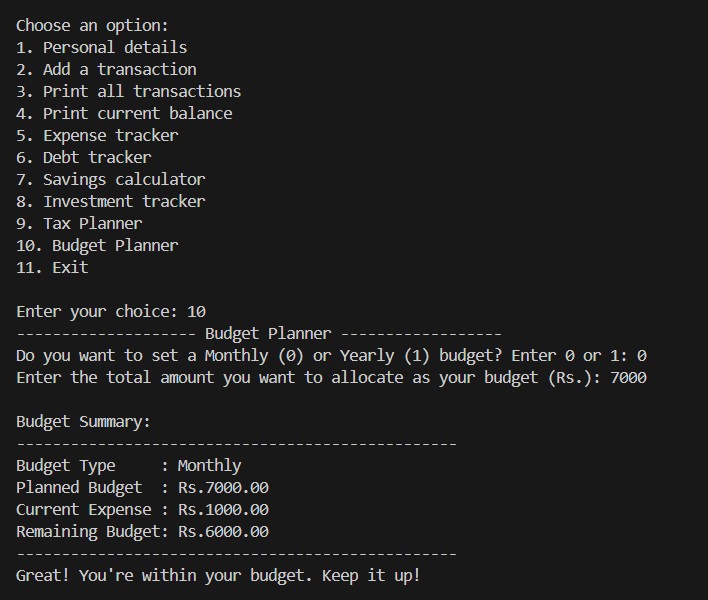 Choose an option:
1. Personal details
2. Add a transaction
3. Print all transactions
4. Print current balance
5. Expense tracker
6. Debt tracker
7. Savings calculator
8. Investment tracker
9. Tax Planner
10. Budget Planner
11. Exit

Enter your choice: 10
-------------------- Budget Planner ------------------
Do you want to set a Monthly (0) or Yearly (1) budget? Enter 0 or 1: 0
Enter the total amount you want to allocate as your budget (Rs.): 7000

Budget Summary:
-------------------------------------------------
Budget Type     : Monthly
Planned Budget  : Rs.7000.00
Current Expense : Rs.1000.00
Remaining Budget: Rs.6000.00
-------------------------------------------------
Great! You're within your budget. Keep it up!